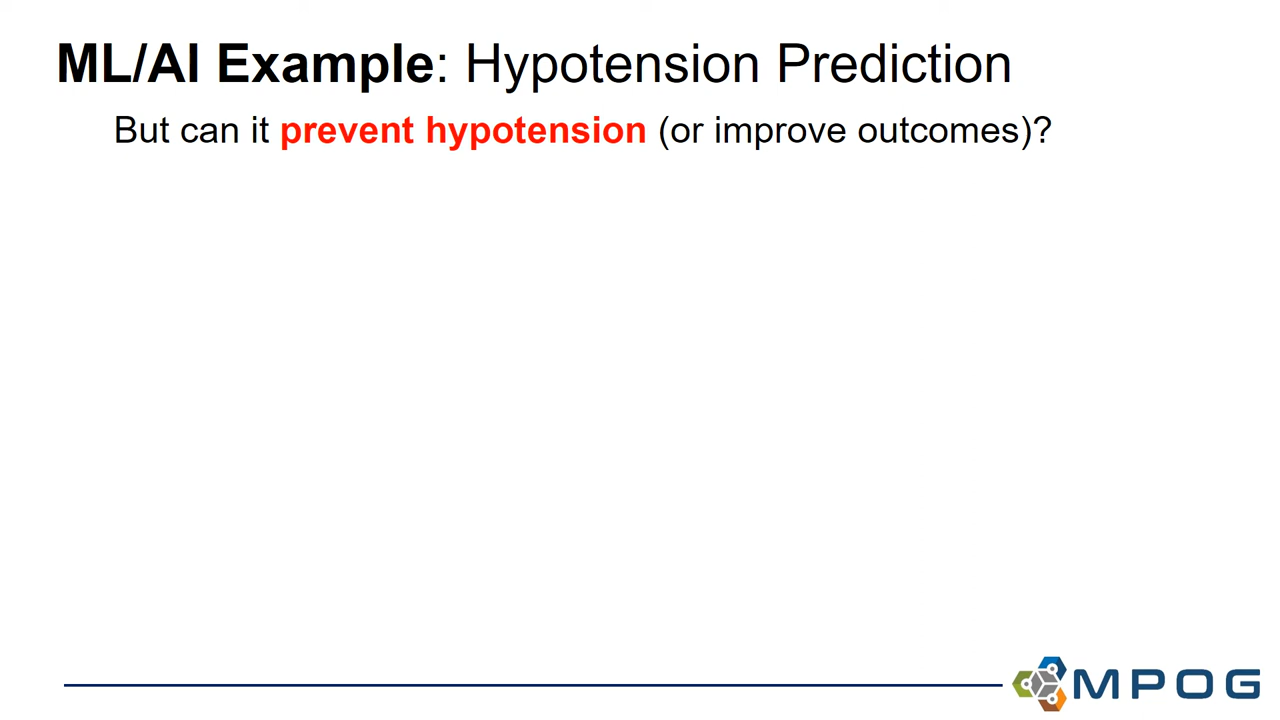 ML/AI Example: Hypotension Prediction
But can it prevent hypotension (or improve outcomes)?
MPOG